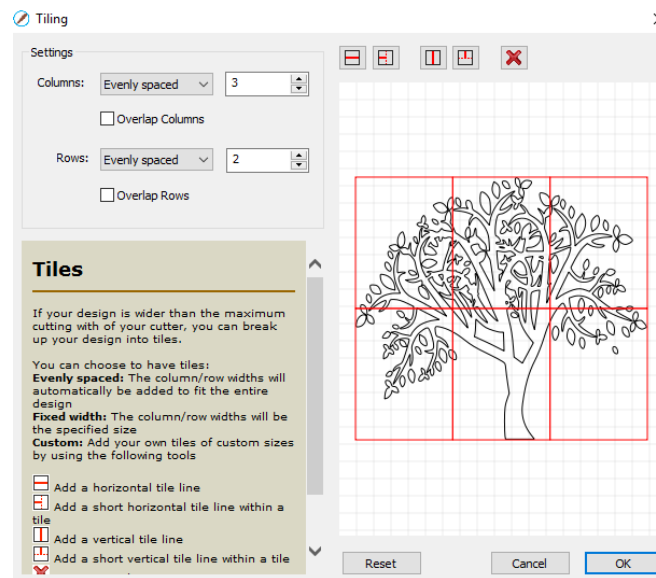 Tiling
Settings
Columns:
Evenly spaced
3
Overlap Columns
Rows:
Evenly spaced
2
Overlap Rows
Tiles
If your design is wider than the maximum
cutting with of your cutter, you can break
up your design into tiles.
You can choose to have tiles:
Evenly spaced: The column/row widths will
automatically be added to fit the entire
design
Fixed width: The column/row widths will be
the specified size
Custom: Add your own tiles of custom sizes
by using the following tools
Add a horizontal tile line
Add a short horizontal tile line within a
tile
Add a vertical tile line
Add a short vertical tile line within a tile
Reset
Cancel
OK